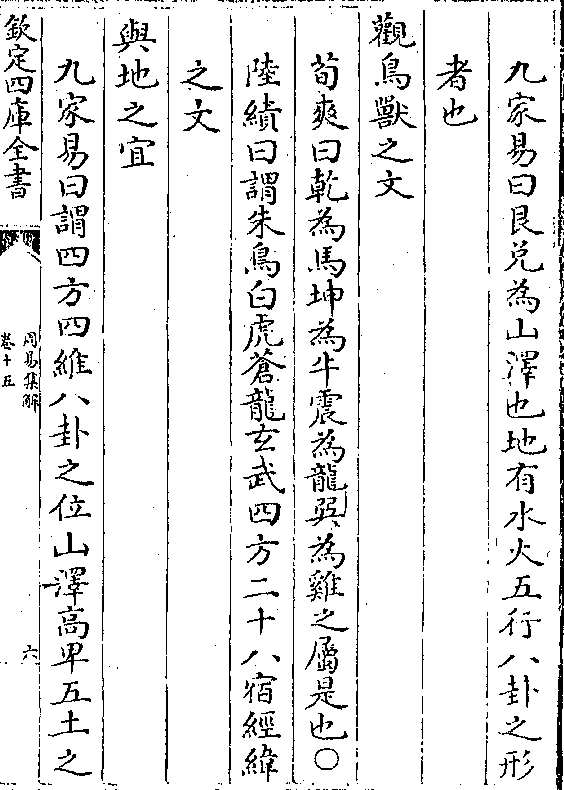 九家易曰艮兌為山澤也地有水火五行八卦之形
者也
觀鳥獸之文
荀爽曰乾為馬坤為牛震為龍巽為雞之屬是也○
陸績曰謂朱鳥白虎蒼龍玄武四方二十八宿經緯
之文
與地之宜
九家易曰謂四方四維八卦之位山澤高卑五土之
欽定四庫全書
周易集解
卷十五
六